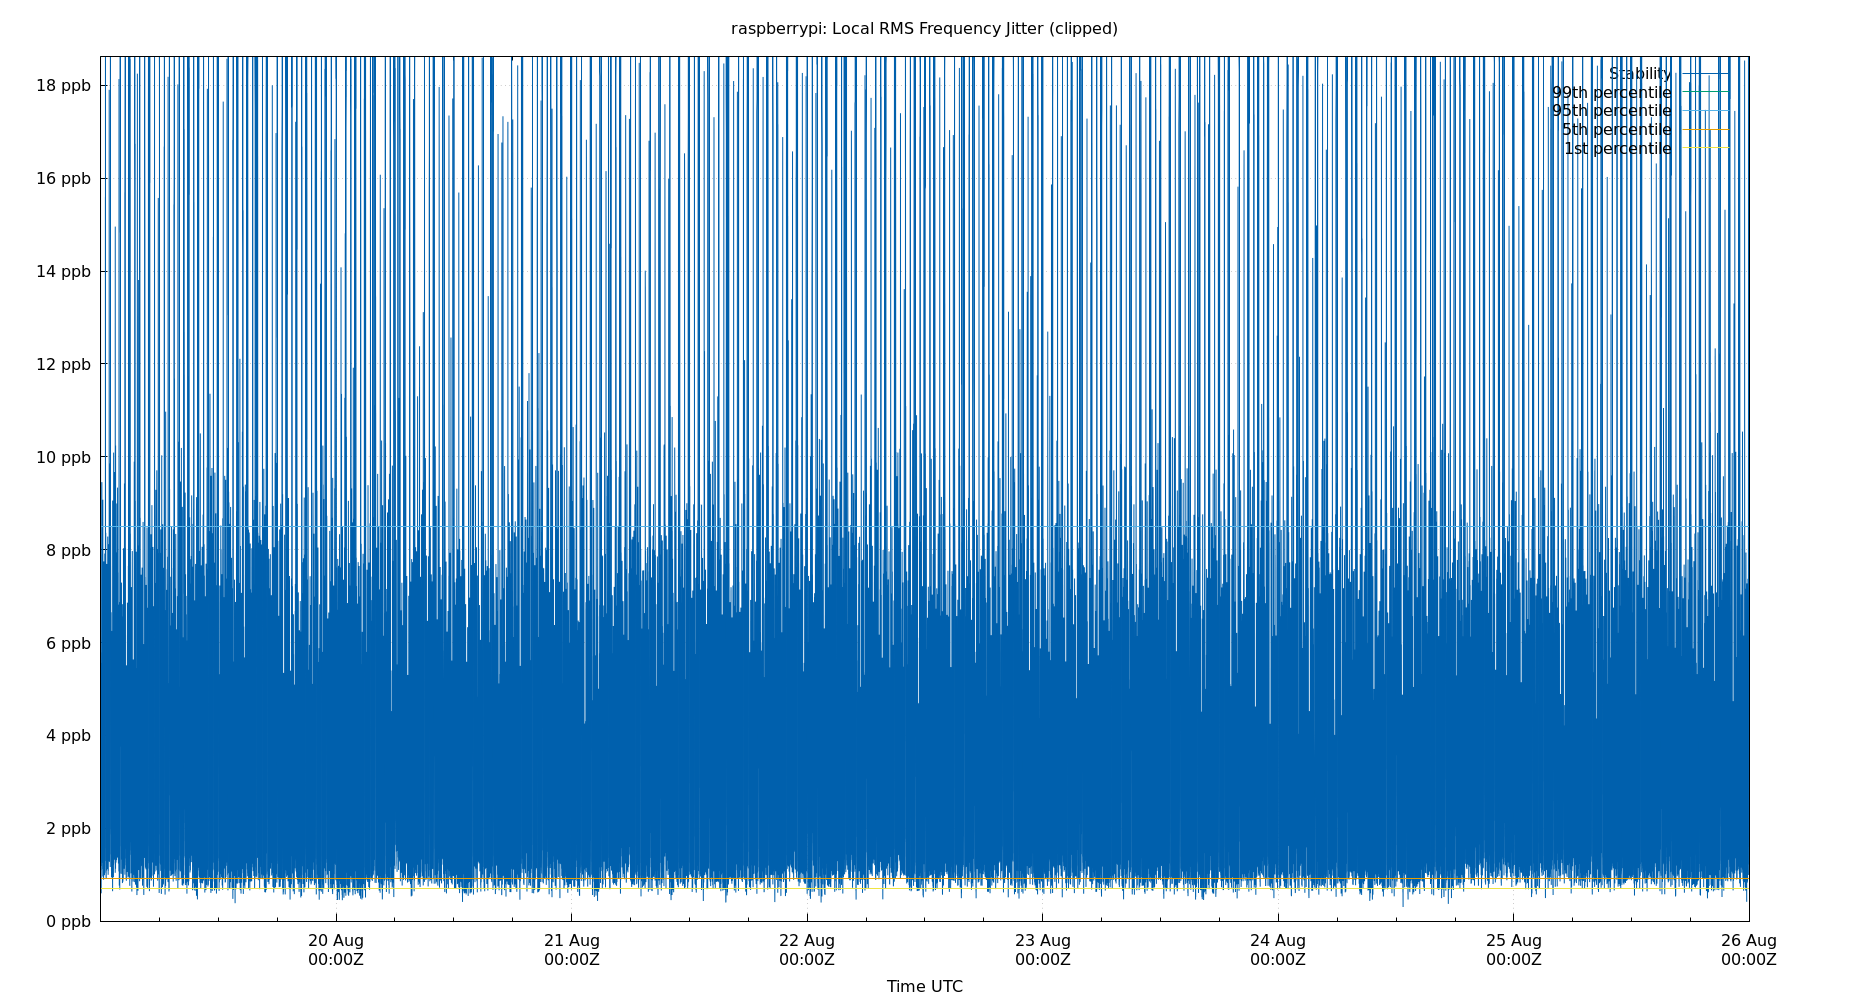 raspberrypi: Local RMS Frequency Jitter (clipped)
18 ppb
16 ppb
14 ppb
12 ppb
10 ppb
8 ppb
6 ppb
4 ppb
2 ppb
0 ppb
Stability
99th percentile
95th percentile
5th percentile
1st percentile
20 Aug 21 Aug 22 Aug 23 Aug 24 Aug 25 Aug 26 Aug
00:00Z 00:00Z 00:00Z 00:00Z 00:00Z 00:00Z 00:00Z
Time UTC